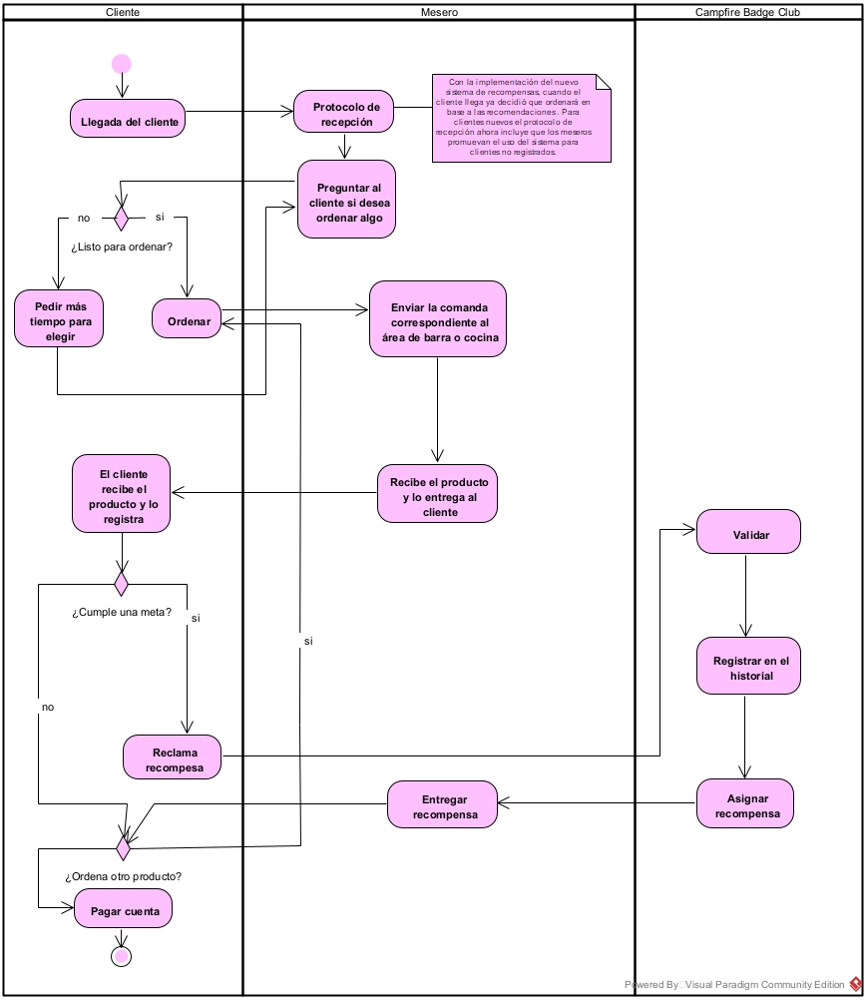 Cliente
Mesero
Campfire Badge Club
Llegada del cliente
Protocolo de
recepción
Con la implementación del nuevo
sistema de recompensas, cuando el
cliente llega ya decidió que ordenará en
base a las recomendaciones. Para
clientes nuevos el protocolo de
recepción ahora incluye que los meseros
promuevan el uso del sistema para
clientes no registrados.
Preguntar al
cliente si desea
ordenar algo
no
si
¿Listo para ordenar?
Pedir más
tiempo para
elegir
Ordenar
Enviar la comanda
correspondiente al
área de barra o cocina
El cliente
recibe el
producto y lo
registra
Recibe el producto
y lo entrega al
cliente
Validar
¿Cumple una meta?
si
si
Registrar en el
historial
no
Reclama
recompesa
Entregar
recompensa
Asignar
recompensa
¿Ordena otro producto?
Pagar cuenta
Powered By Visual Paradigm Community Edition